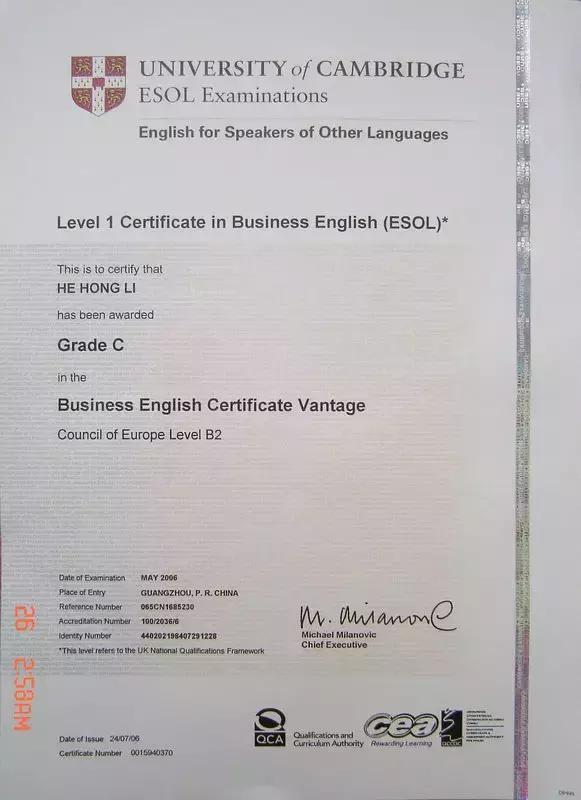 UNIVERSITY of CAMBRIDGE
ESOL Examinations
English for Speakers of Other Languages
Level 1 Certificate in Business English (ESOL)*
This is to certify that
HE HONG LI
has been awarded
Grade C
in the
Business English Certificate Vantage
Council of Europe Level B2
Date of Examination MAY 2006
Place of Entry GUANGZHOU, P. R. CHINA
Reference Number 065CN1685230
Accreditation Number 100/2036/6
Identity Number 440202198407291228
*This level refers to the UK National Qualifications Framework
M. Milanovic
Michael Milanovic
Chief Executive
26 2:58AM
Date of Issue 24/07/06
Certificate Number 0015940370
QCA
Qualifications and
Curriculum Authority
cea
Rewarding Learning
ACCAC